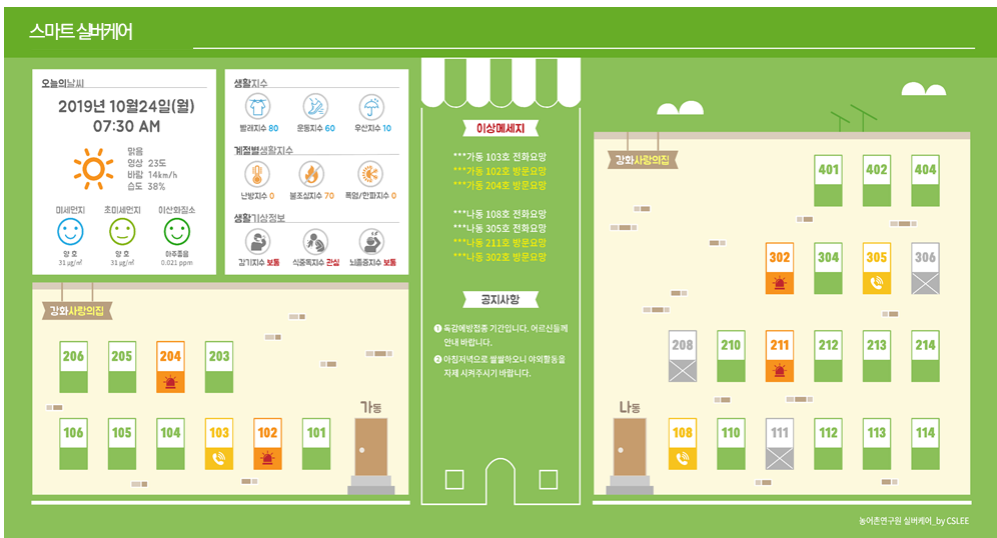 스마트 실버케어
오늘의날씨
2019년 10월24일(월)
07:30 AM
맑음
영상 23도
바람 14km/h
습도 38%
미세먼지 초미세먼지 이산화질소
양 호 양 호 아주좋음
31㎍/㎥ 31㎍/㎥ 0.021 ppm
생활지수
빨래지수 80 운동지수 60 우산지수 10
계절별생활지수
난방지수 0 불조심지수 70 폭염/한파지수 0
생활기상정보
감기지수 보통 식중독지수 관심 뇌졸중지수 보통
이상메세지
***가동 103호 전화요망
***가동 102호 방문요망
***가동 204호 방문요망
***나동 108호 전화요망
***나동 305호 전화요망
***나동 211호 방문요망
***나동 302호 방문요망
공지사항
❶ 독감예방접종 기간입니다. 어르신들께
안내 바랍니다.
❷ 아침저녁으로 쌀쌀하오니 야외활동을
자제 시켜주시기 바랍니다.
강화사랑의집
206 205 204 203
가동
106 105 104 103 102 101
강화사랑의집
401 402 404
302 304 305 306
208 210 211 212 213 214
나동
108 110 111 112 113 114
농어촌연구원 실버케어_by CSLEE